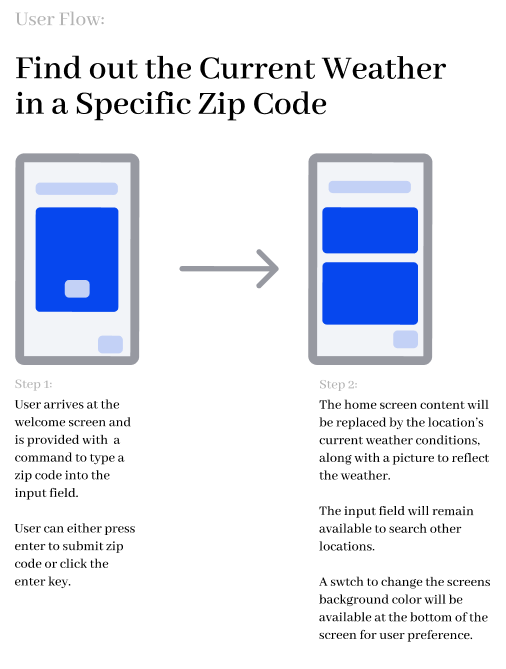 User Flow:
Find out the Current Weather
in a Specific Zip Code
Step 1:
User arrives at the
welcome screen and
is provided with a
command to type a
zip code into the
input field.
User can either press
enter to submit zip
code or click the
enter key.
Step 2:
The home screen content will
be replaced by the location's
current weather conditions,
along with a picture to reflect
the weather.
The input field will remain
available to search other
locations.
A swtch to change the screens
background color will be
available at the bottom of the
screen for user preference.